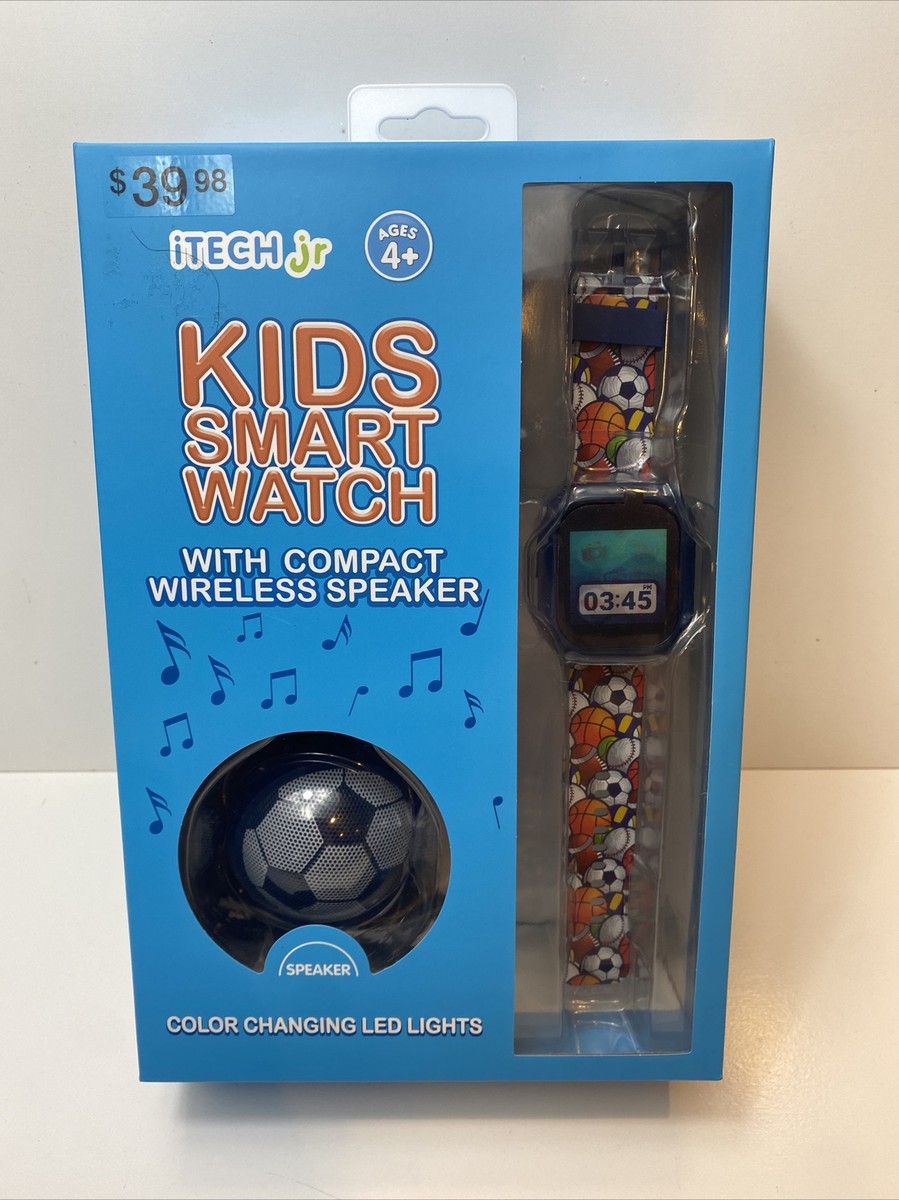 $39 98
iTECH jr
AGES
4+
KIDS
SMART
WATCH
WITH COMPACT
WIRELESS SPEAKER
PM
03:45
SPEAKER
COLOR CHANGING LED LIGHTS